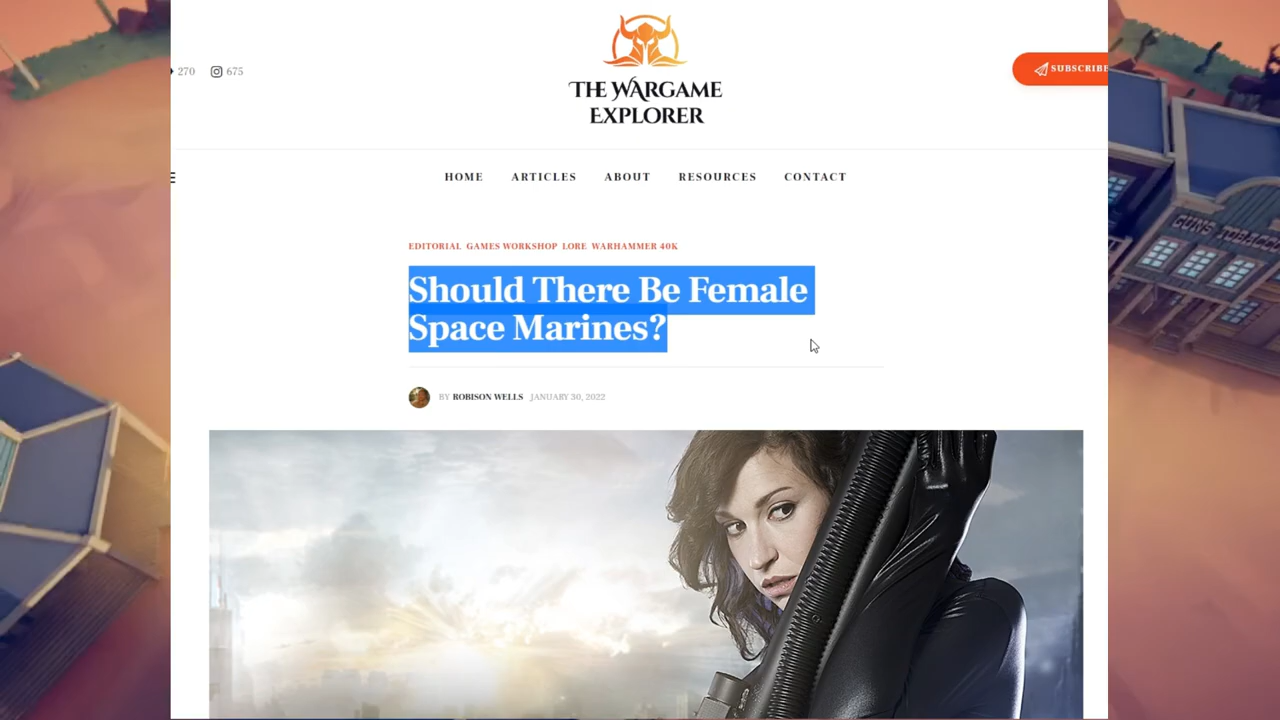 270 675
THE WARGAME
EXPLORER
SUBSCRIBE
HOME ARTICLES ABOUT RESOURCES CONTACT
EDITORIAL GAMES WORKSHOP LORE WARHAMMER 40K
Should There Be Female
Space Marines?
BY ROBISON WELLS JANUARY 30, 2022
GUNS